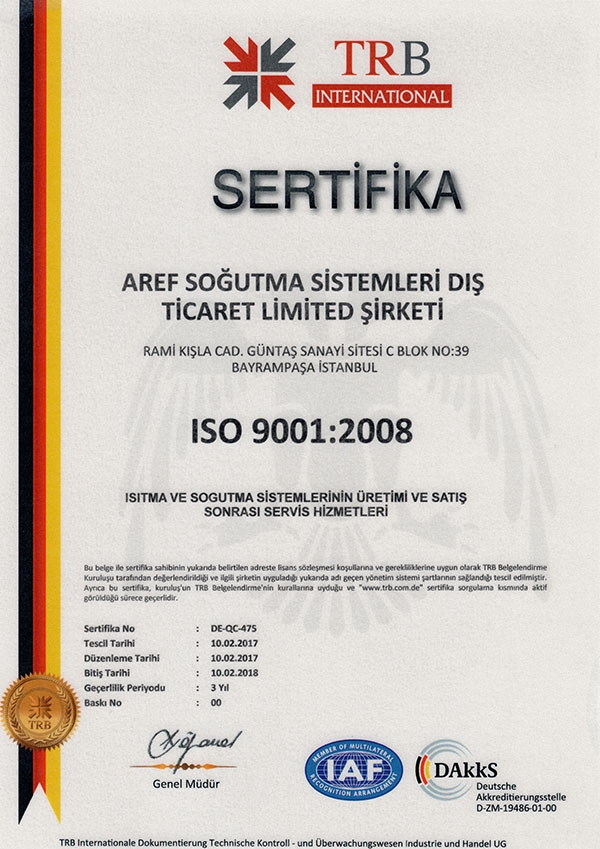 TRB
INTERNATIONAL
SERTİFİKA
AREF SOĞUTMA SİSTEMLERİ DIŞ
TİCARET LİMİTED ŞİRKETİ
RAMİ KIŞLA CAD. GÜNTAŞ SANAYİ SİTESİ C BLOK NO:39
BAYRAMPAŞA İSTANBUL
ISO 9001:2008
ISITMA VE SOGUTMA SİSTEMLERİNİN ÜRETİMİ VE SATIŞ
SONRASI SERVİS HİZMETLERİ
Bu belge ile sertifika sahibinin yukarıda belirtilen adreste lisans sözleşmesi koşullarına ve gerekliliklerine uygun olarak TRB Belgelendirme
Kuruluşu tarafından değerlendirildiği ve ilgili şirketin uyguladığı yukarıda adı geçen yönetim sistemi şartlarının sağlandığı tescil edilmiştir.
Ayrıca bu sertifika, kuruluş'un TRB Belgelendirme'nin kurallarına uyduğu ve "www.trb.com.de" sertifika sorgulama kısmında aktif
görüldüğü sürece geçerlidir.
Sertifika No : DE-QC-475
Tescil Tarihi : 10.02.2017
Düzenleme Tarihi : 10.02.2017
Bitiş Tarihi : 10.02.2018
Geçerlilik Periyodu : 3 Yıl
Baskı No : 00
TRB
Genel Müdür
MEMBER OF MULTILATERAL
IAF
RECOGNITION ARRANGEMENT
DAkkS
Deutsche
Akkreditierungsstelle
D-ZM-19486-01-00
TRB Internationale Dokumentierung Technische Kontroll - und Überwachungswesen Industrie und Handel UG